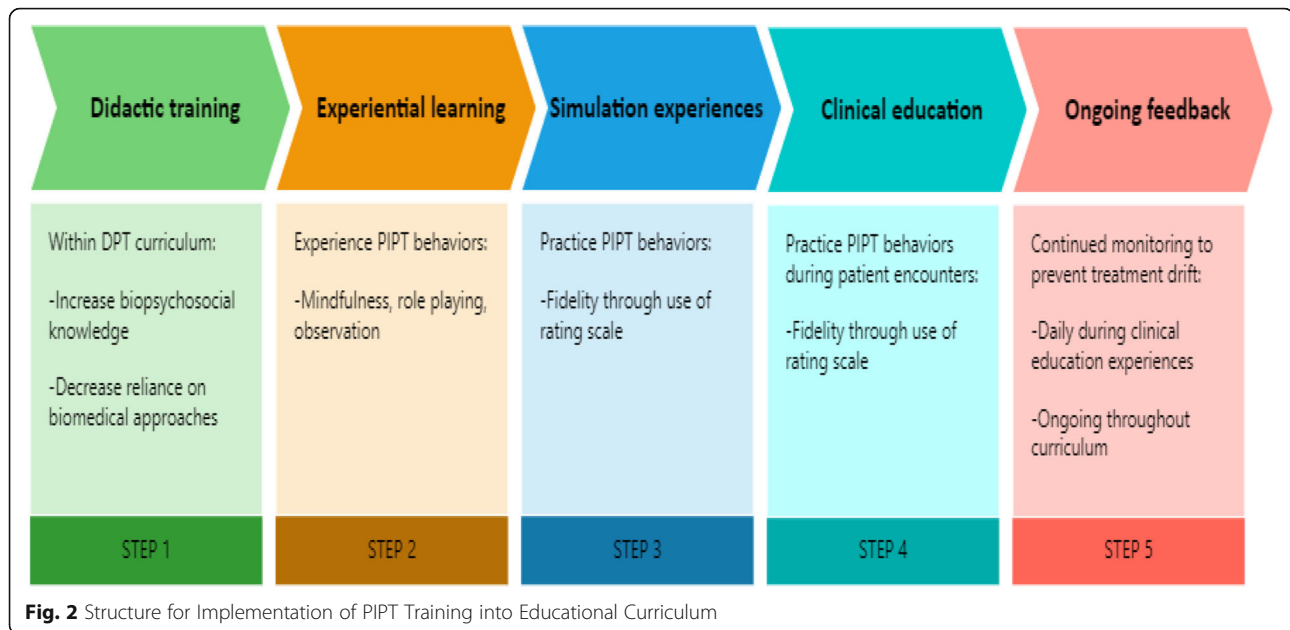 Didactic training
Experiential learning
Simulation experiences
Clinical education
Ongoing feedback
Within DPT curriculum:
-Increase biopsychosocial
knowledge
-Decrease reliance on
biomedical approaches
Experience PIPT behaviors:
-Mindfulness, role playing,
observation
Practice PIPT behaviors:
-Fidelity through use of
rating scale
Practice PIPT behaviors
during patient encounters:
-Fidelity through use of
rating scale
Continued monitoring to
prevent treatment drift:
-Daily during clinical
education experiences
-Ongoing throughout
curriculum
STEP 1
STEP 2
STEP 3
STEP 4
STEP 5
Fig. 2 Structure for Implementation of PIPT Training into Educational Curriculum